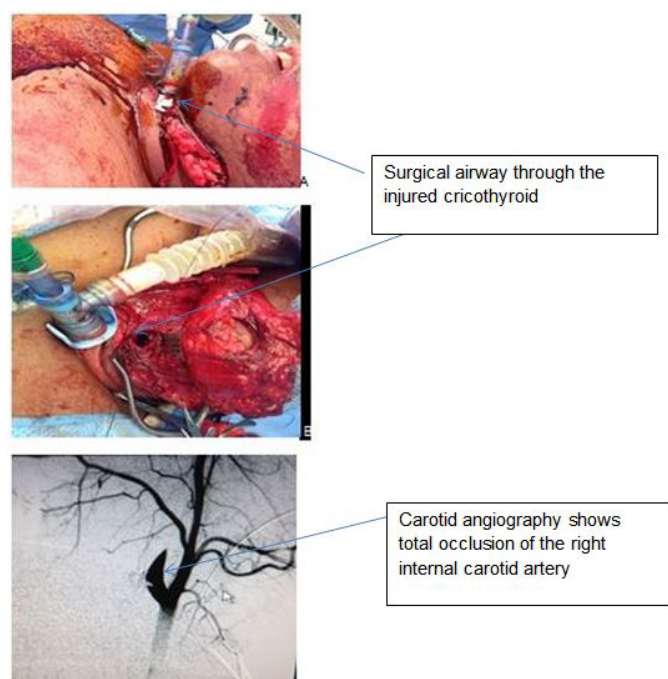 A
Surgical airway through the
injured cricothyroid
B
Carotid angiography shows
total occlusion of the right
internal carotid artery